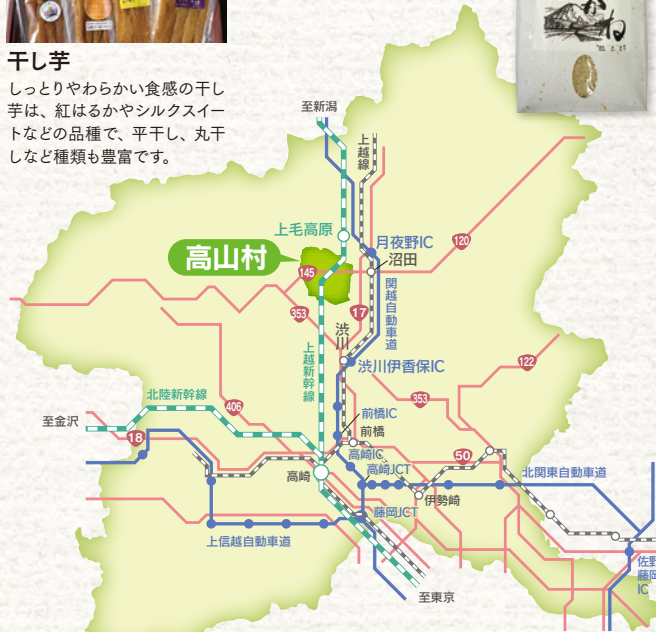 干し芋
しっとりやわらかい食感の干し
芋は、紅はるかやシルクスイー
トなどの品種で、平干し、丸干
しなど種類も豊富です。
至新潟
上越線
上毛高原
月夜野IC
120
沼田
高山村
145
関越自動車道
353
17
渋川
上越新幹線
渋川伊香保IC
122
北陸新幹線
406
353
至金沢
前橋IC
18
前橋
高崎IC
50
高崎JCT
高崎
北関東自動車道
伊勢崎
藤岡JCT
上信越自動車道
佐野
藤岡
IC
至東京